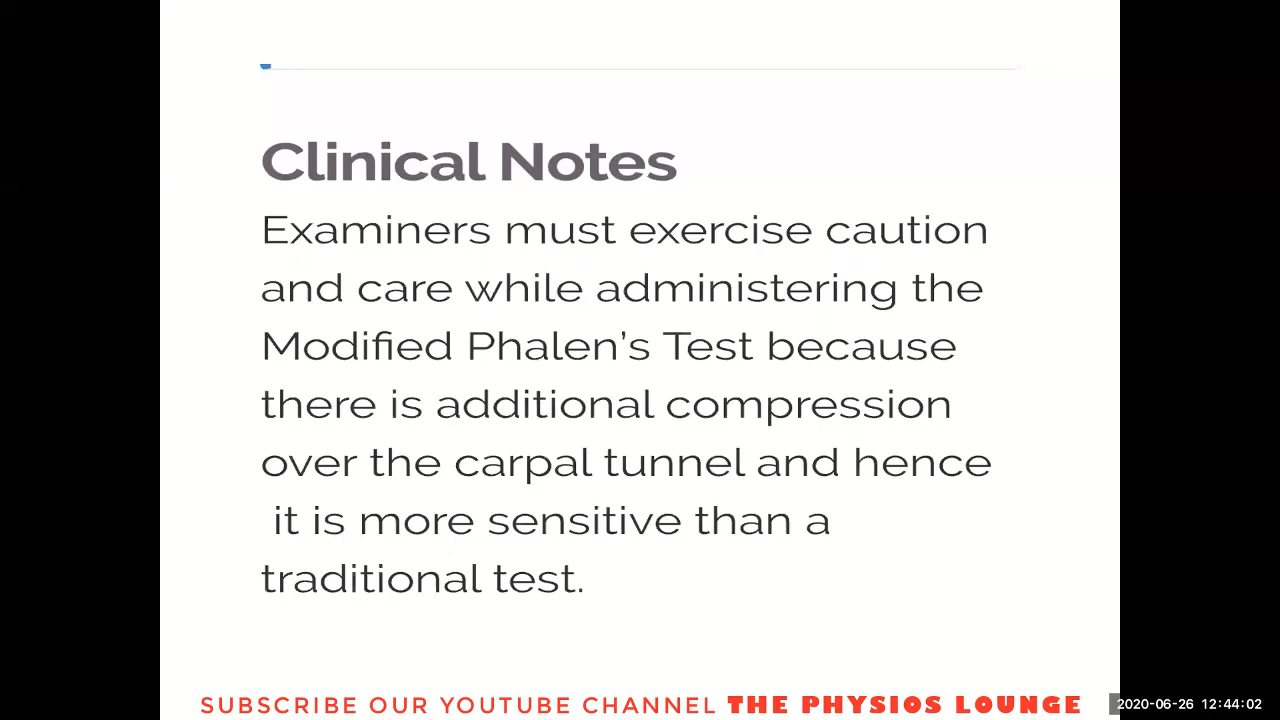 Clinical Notes
Examiners must exercise caution
and care while administering the
Modified Phalen's Test because
there is additional compression
over the carpal tunnel and hence
it is more sensitive than a
traditional test.
SUBSCRIBE OUR YOUTUBE CHANNEL THE PHYSIOS LOUNGE
2020-06-26 12:44:02